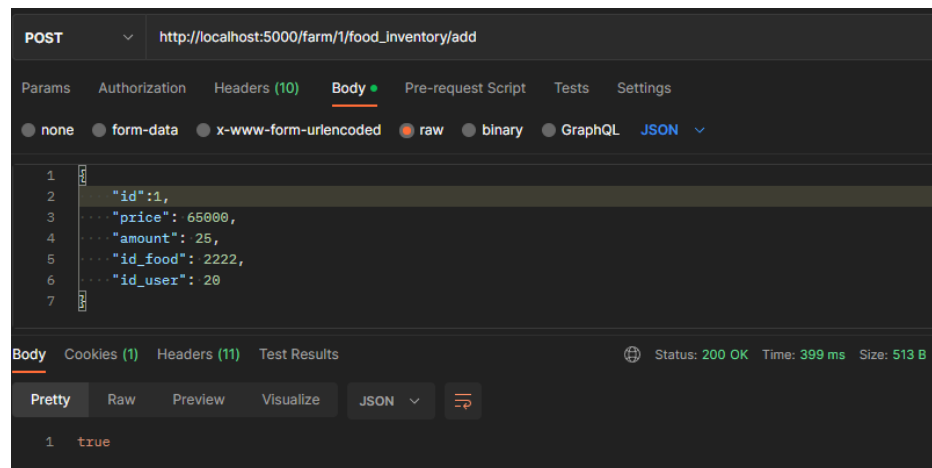 POST http://localhost:5000/farm/1/food_inventory/add
Params Authorization Headers (10) Body Pre-request Script Tests Settings
none form-data x-www-form-urlencoded raw binary GraphQL JSON
1 {
2 "id":1,
3 "price": 65000,
4 "amount": 25,
5 "id_food": 2222,
6 "id_user": 20
7 }
Body Cookies (1) Headers (11) Test Results Status: 200 OK Time: 399 ms Size: 513 B
Pretty Raw Preview Visualize JSON
1 true